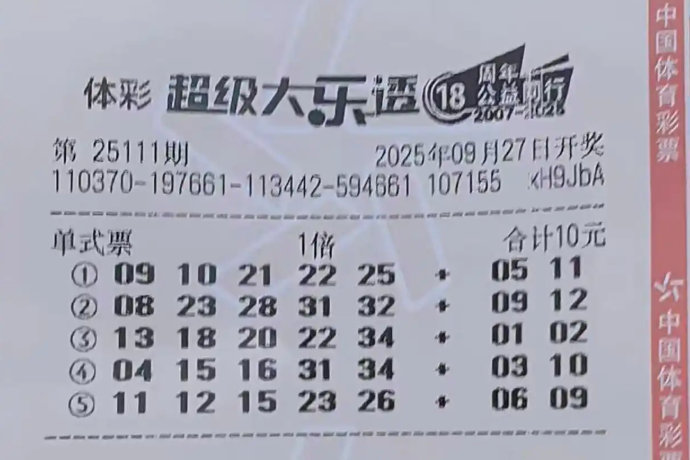 体彩 超级大乐透 18 周年 公益同行 2007-2025
第 25111期 2025年09月27日开奖
110370-197661-113442-594661 107155 kH9JbA
单式票 1倍 合计10元
① 09 10 21 22 25 + 05 11
② 08 23 28 31 32 + 09 12
③ 13 18 20 22 34 + 01 02
④ 04 15 16 31 34 + 03 10
⑤ 11 12 15 23 26 + 06 09
中国体育彩票
中国体育彩票